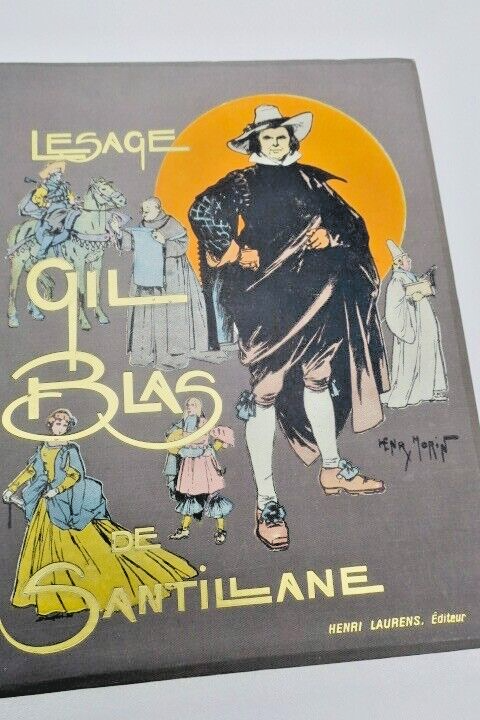 LESAGE
GIL
BLAS
DE
SANTILLANE
HENRY MORIN
HENRI LAURENS, Éditeur